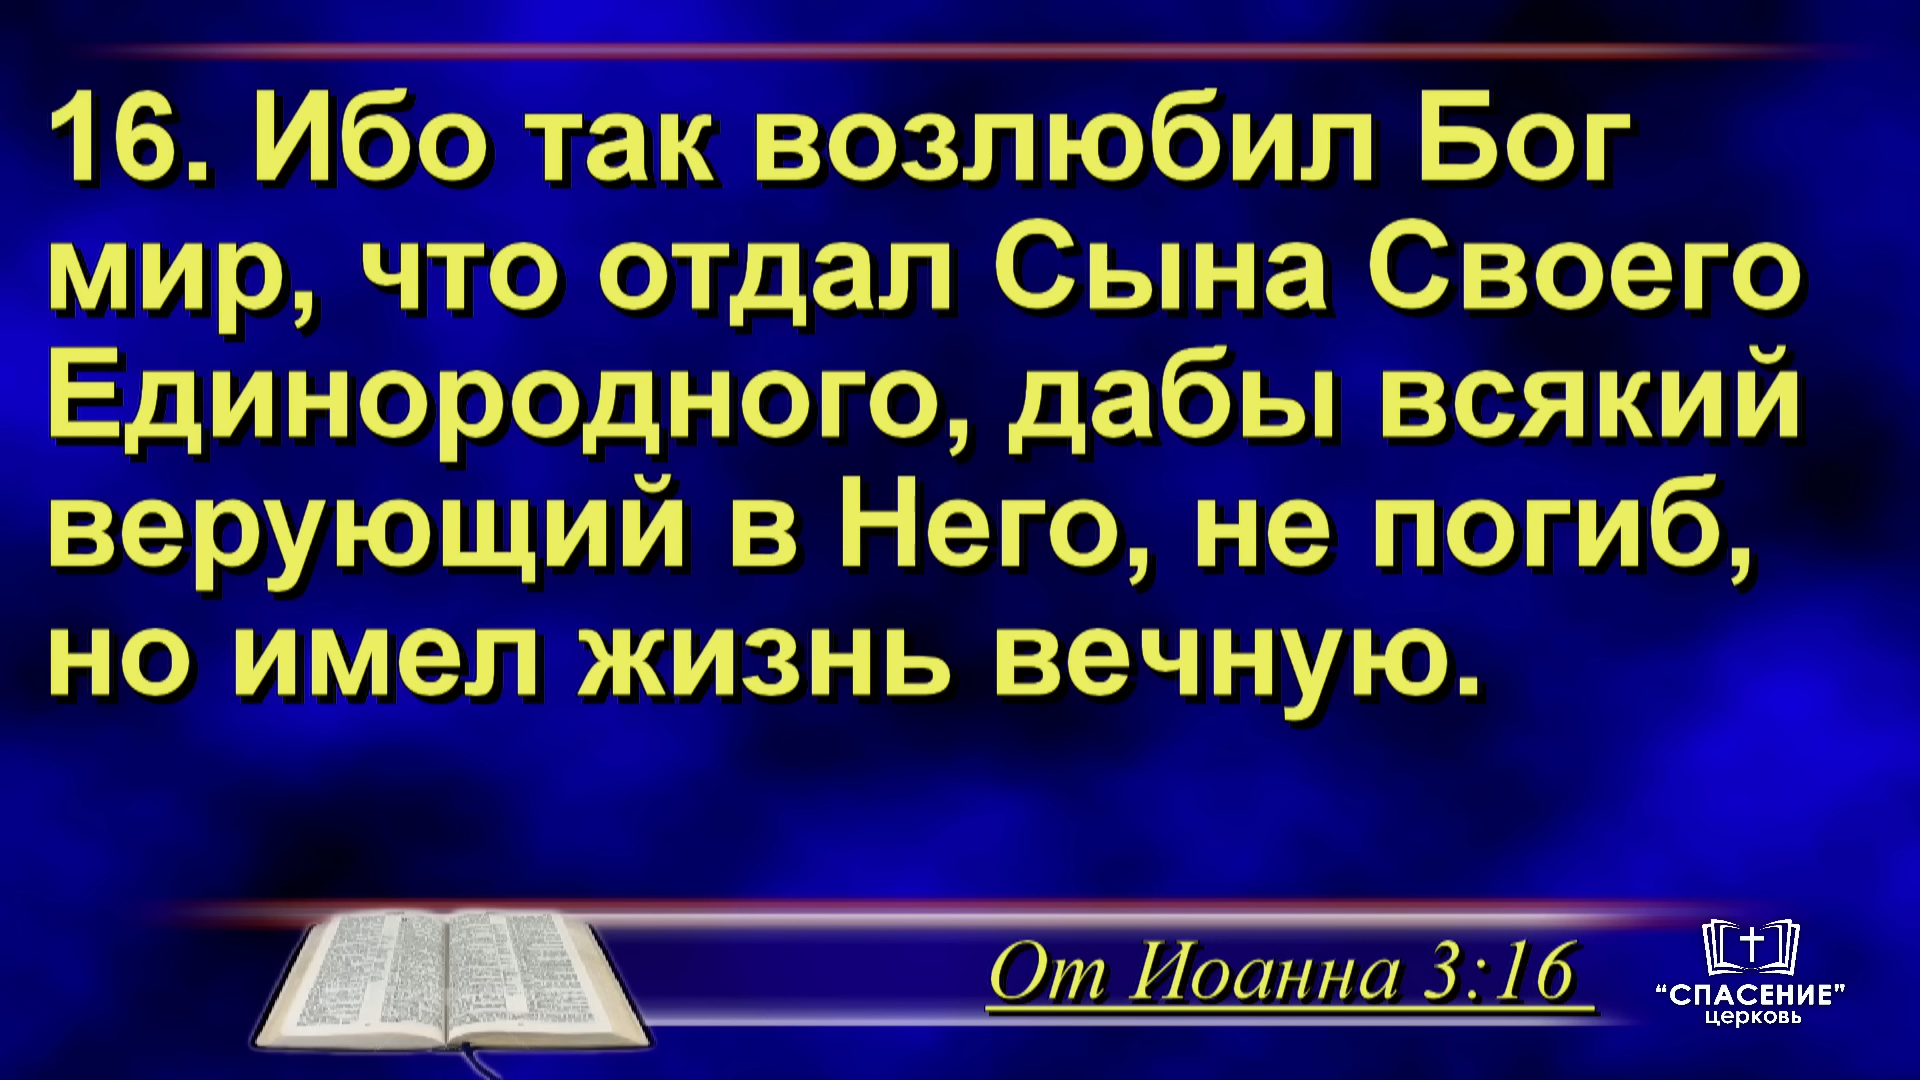 16. Ибо так возлюбил Бог
мир, что отдал Сына Своего
Единородного, дабы всякий
верующий в Него, не погиб,
но имел жизнь вечную.
От Иоанна 3:16
“СПАСЕНИЕ”
церковь